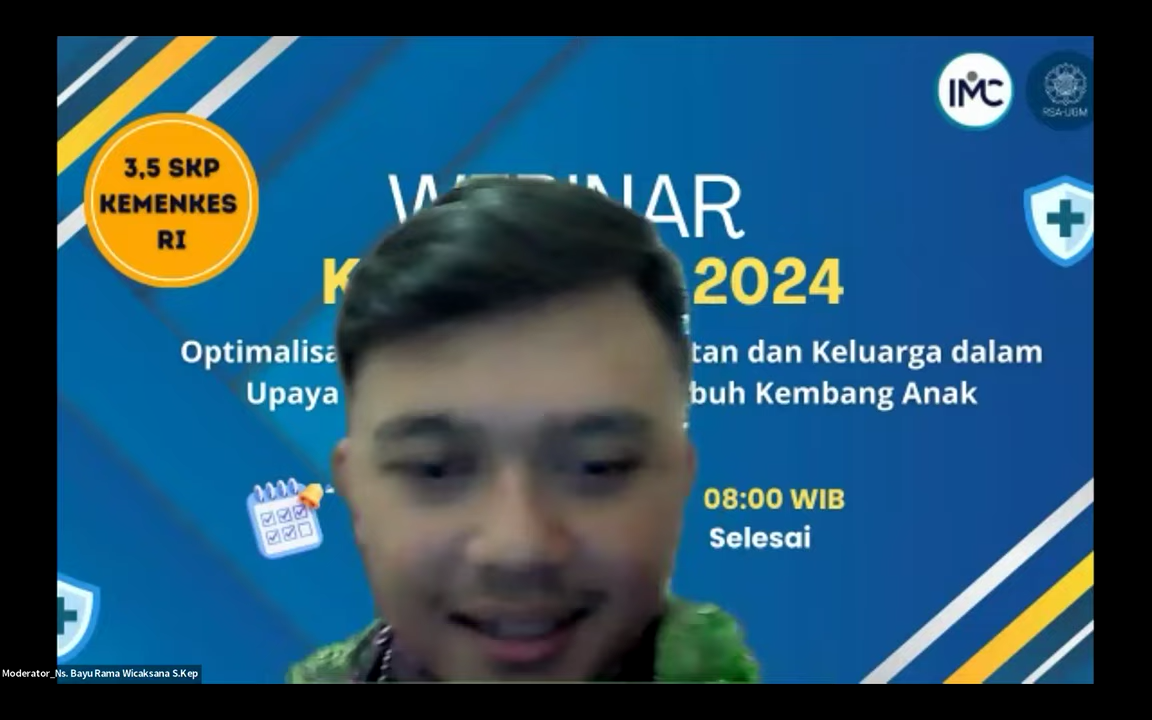 IMC
RSA-UGM
3,5 SKP
KEMENKES
RI
WEBINAR
K 2024
Optimalisa tan dan Keluarga dalam
Upaya buh Kembang Anak
08:00 WIB
Selesai
Moderator_Ns. Bayu Rama Wicaksana S.Kep